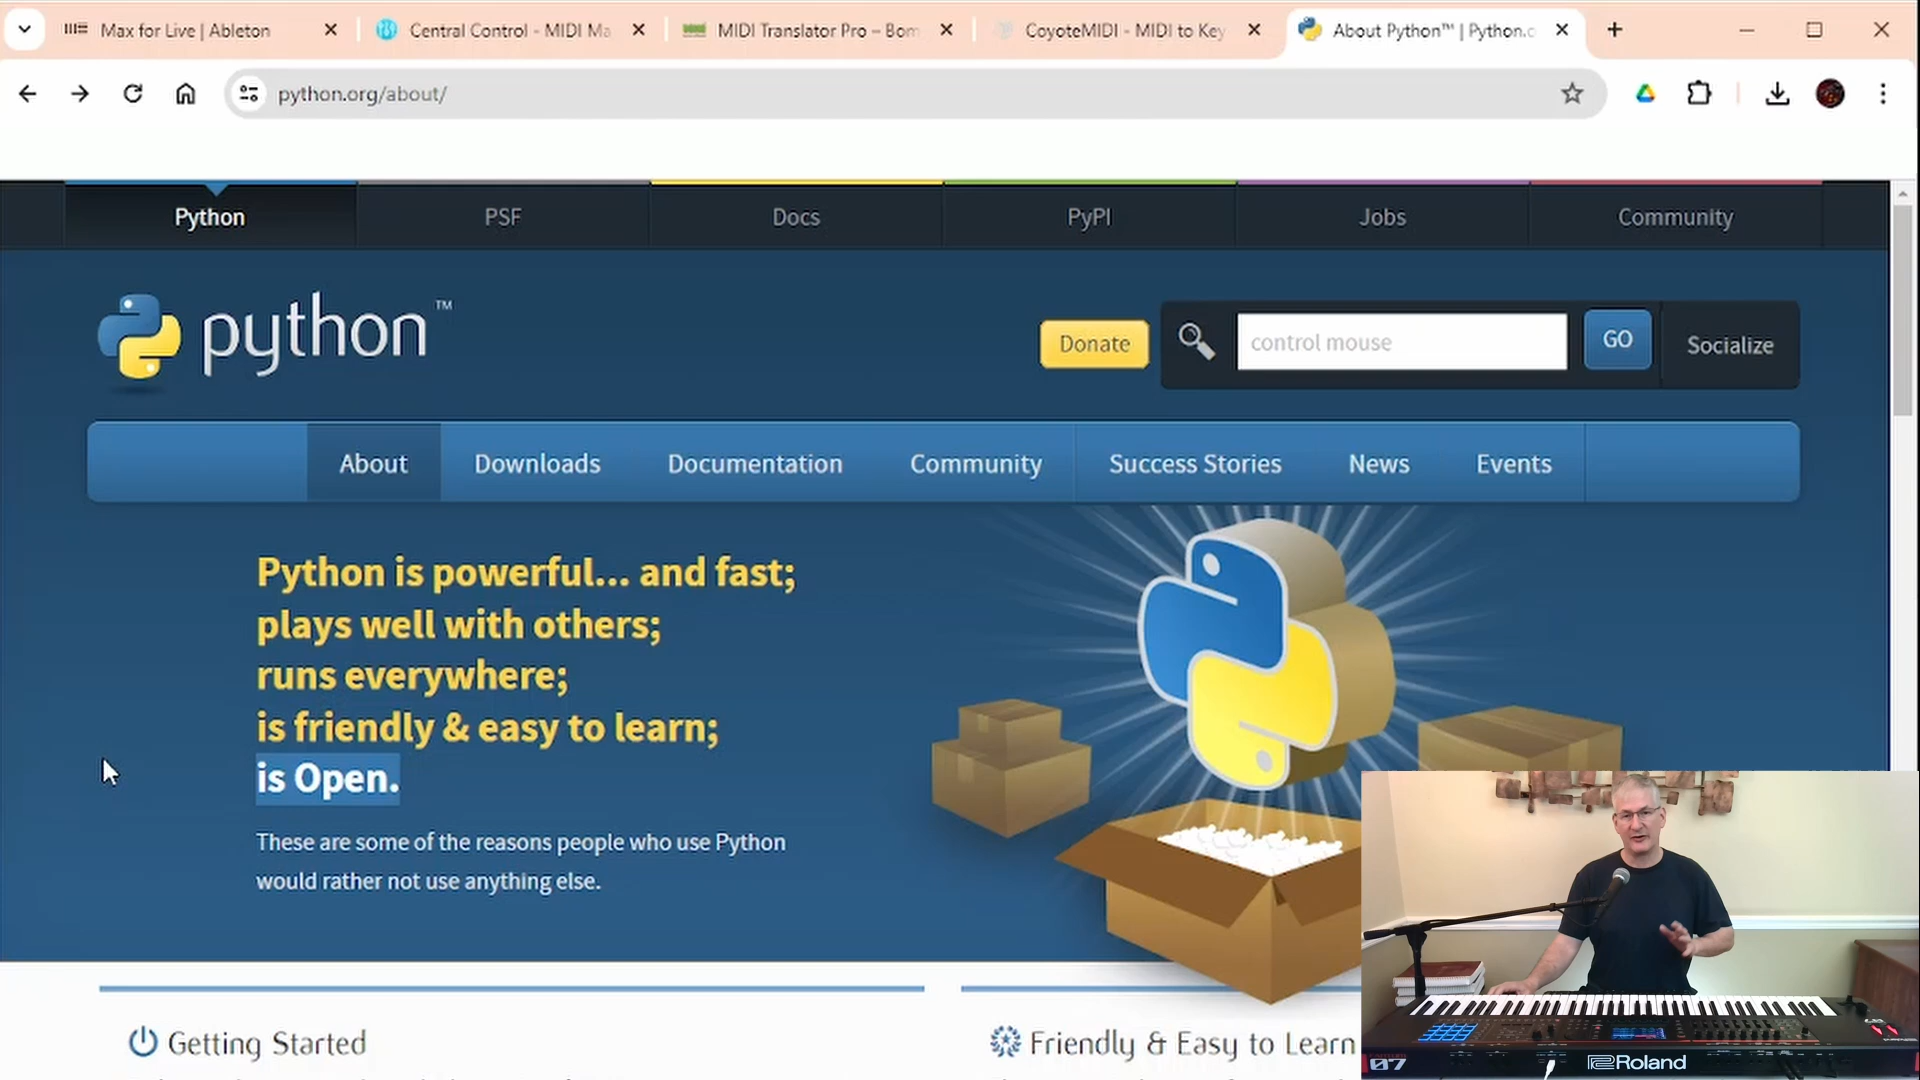 Max for Live | Ableton
Central Control - MIDI Ma
MIDI Translator Pro – Bom
CoyoteMIDI - MIDI to Key
About Python™ | Python.o
python.org/about/
Python
PSF
Docs
PyPI
Jobs
Community
python™
Donate
control mouse
GO
Socialize
About
Downloads
Documentation
Community
Success Stories
News
Events
Python is powerful... and fast;
plays well with others;
runs everywhere;
is friendly & easy to learn;
is Open.
These are some of the reasons people who use Python
would rather not use anything else.
Getting Started
Friendly & Easy to Learn
07
Roland